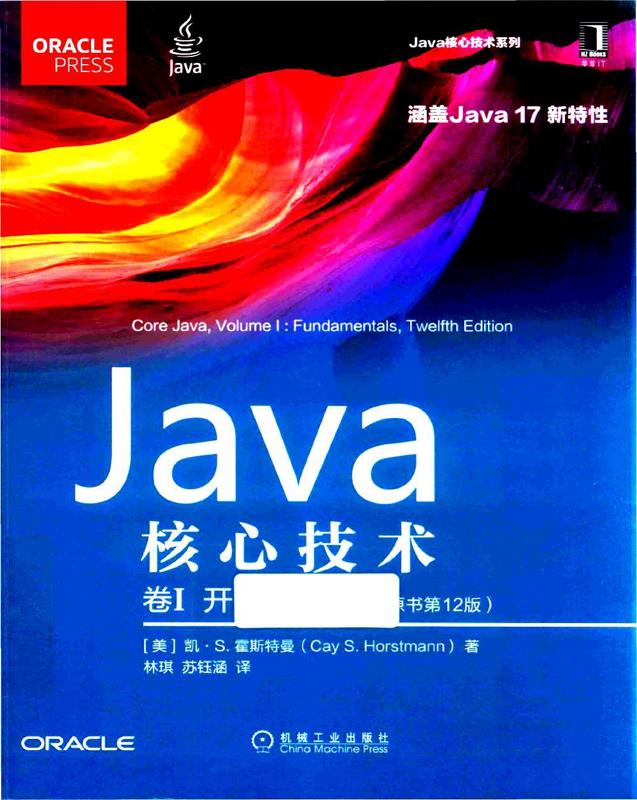 ORACLE
PRESS
Java
Java核心技术系列
HZ Books
华章IT
涵盖Java 17 新特性
Core Java, Volume I : Fundamentals, Twelfth Edition
Java
核心技术
卷I 开
书第12版）
［美］凯·S. 霍斯特曼（Cay S. Horstmann）著
林琪 苏钰涵 译
ORACLE
机械工业出版社
China Machine Press